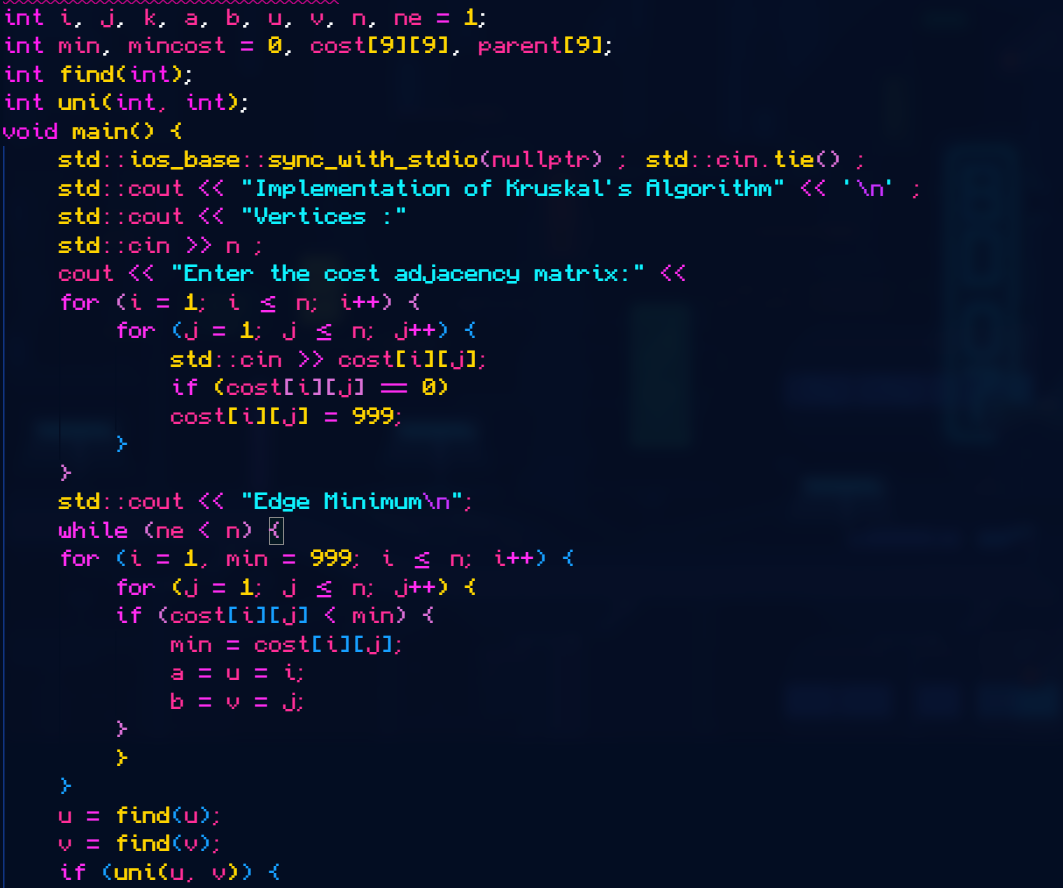 int i, j, k, a, b, u, v, n, ne = 1;
int min, mincost = 0, cost[9][9], parent[9];
int find(int);
int uni(int, int);
void main() {
    std::ios_base::sync_with_stdio(nullptr) ; std::cin.tie() ;
    std::cout << "Implementation of Kruskal's Algorithm" << '\n' ;
    std::cout << "Vertices :"
    std::cin >> n ;
    cout << "Enter the cost adjacency matrix:" <<
    for (i = 1; i ≤ n; i++) {
        for (j = 1; j ≤ n; j++) {
            std::cin >> cost[i][j];
            if (cost[i][j] == 0)
            cost[i][j] = 999;
        }
    }
    std::cout << "Edge Minimum\n";
    while (ne < n) {
    for (i = 1, min = 999; i ≤ n; i++) {
        for (j = 1; j ≤ n; j++) {
        if (cost[i][j] < min) {
            min = cost[i][j];
            a = u = i;
            b = v = j;
        }
        }
    }
    u = find(u);
    v = find(v);
    if (uni(u, v)) {